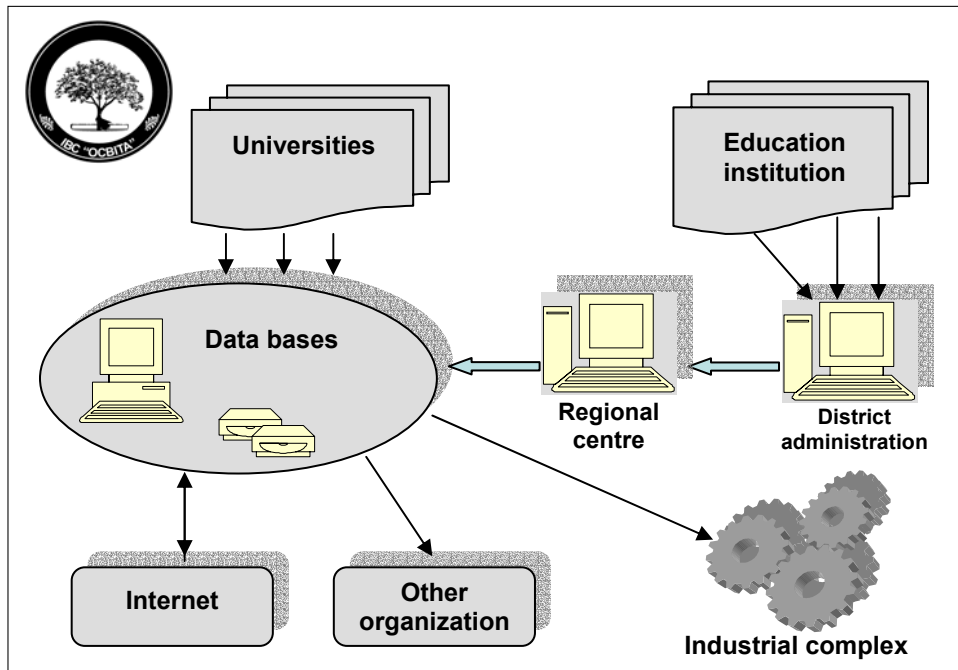 IBC "OCBITA"
Universities
Education
institution
Data bases
Regional
centre
District
administration
Internet
Other
organization
Industrial complex